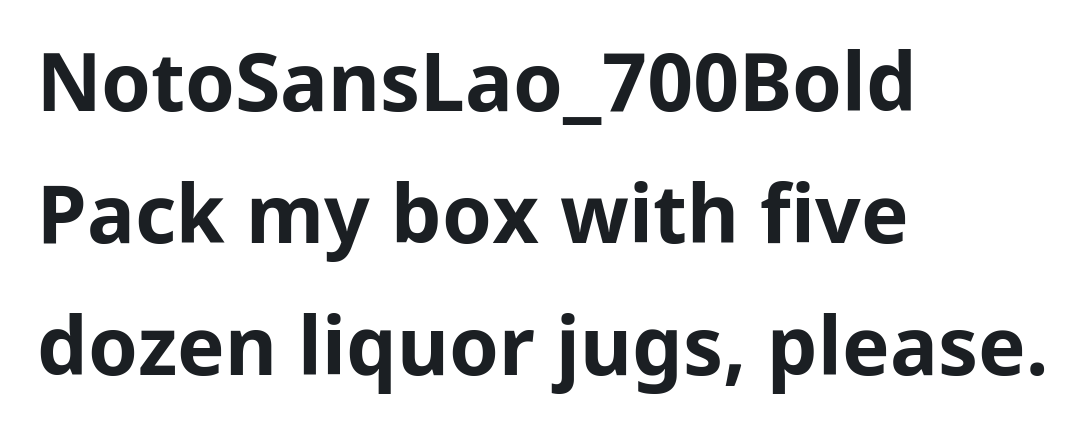 NotoSansLao_700Bold
Pack my box with five
dozen liquor jugs, please.